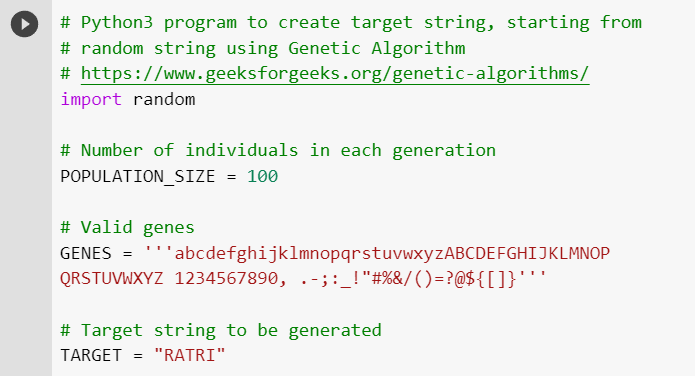 # Python3 program to create target string, starting from
# random string using Genetic Algorithm
# https://www.geeksforgeeks.org/genetic-algorithms/
import random
# Number of individuals in each generation
POPULATION_SIZE = 100
# Valid genes
GENES = '''abcdefghijklmnopqrstuvwxyzABCDEFGHIJKLMNOP
QRSTUVWXYZ 1234567890, .-;:_!"#%&/()=?@${[]}'''
# Target string to be generated
TARGET = "RATRI"